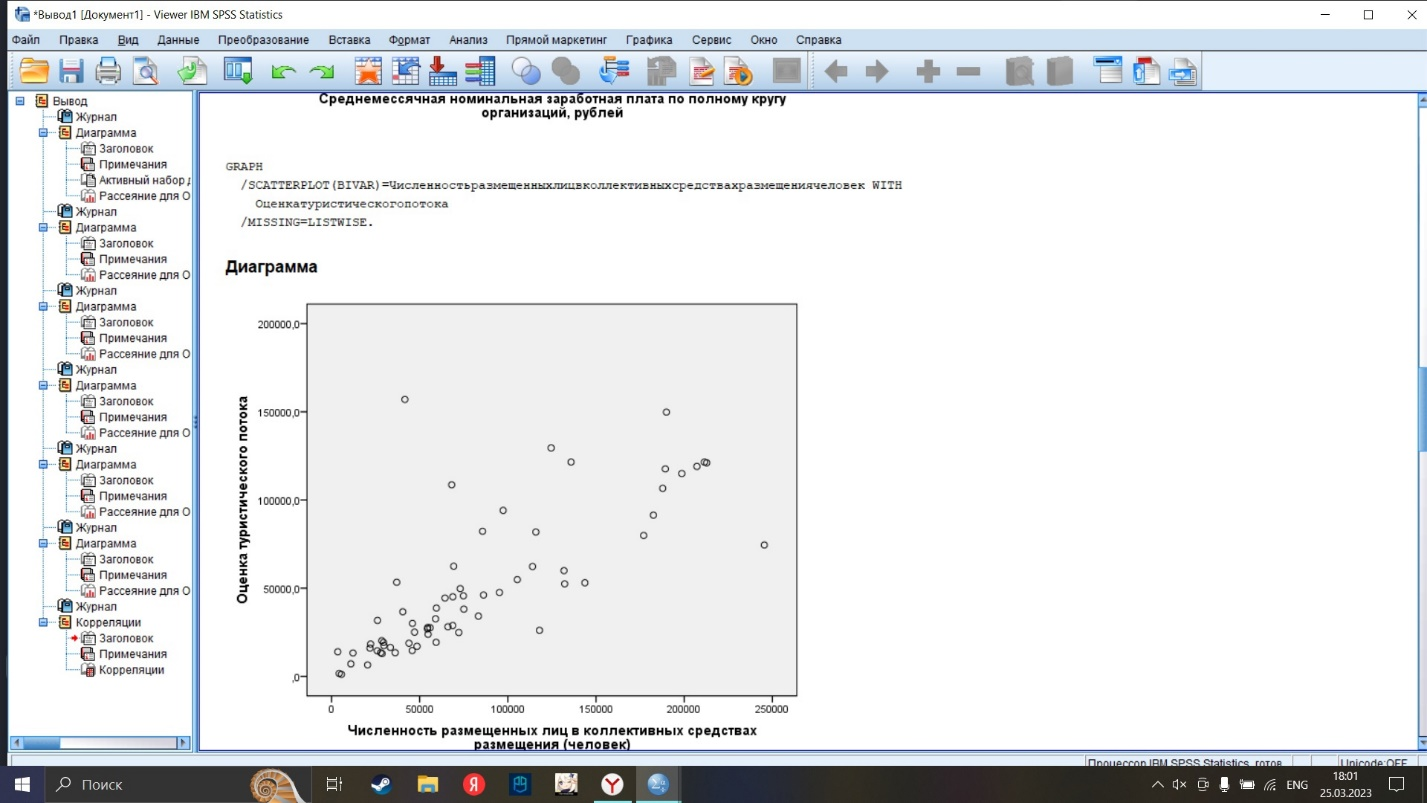 *Вывод1 [Документ1] - Viewer IBM SPSS Statistics
Файл Правка Вид Данные Преобразование Вставка Формат Анализ Прямой маркетинг Графика Сервис Окно Справка
Вывод
Журнал
Диаграмма
Заголовок
Примечания
Активный набор д
Рассеяние для О
Журнал
Диаграмма
Заголовок
Примечания
Рассеяние для О
Журнал
Диаграмма
Заголовок
Примечания
Рассеяние для О
Журнал
Диаграмма
Заголовок
Примечания
Рассеяние для О
Журнал
Диаграмма
Заголовок
Примечания
Рассеяние для О
Журнал
Диаграмма
Заголовок
Примечания
Рассеяние для О
Журнал
Корреляции
Заголовок
Примечания
Корреляции
Среднемессячная номинальная заработная плата по полному кругу
организаций, рублей
GRAPH
/SCATTERPLOT(BIVAR)=Численностьразмещенныхлицвколлективныхсредствахразмещениячеловек WITH
Оценкатуристическогопотока
/MISSING=LISTWISE.
Диаграмма
Оценка туристического потока
200000,0
150000,0
100000,0
50000,0
,0
0 50000 100000 150000 200000 250000
Численность размещенных лиц в коллективных средствах
размещения (человек)
Процессор IBM SPSS Statistics готов Unicode:OFF
Поиск
ENG
18:01
25.03.2023